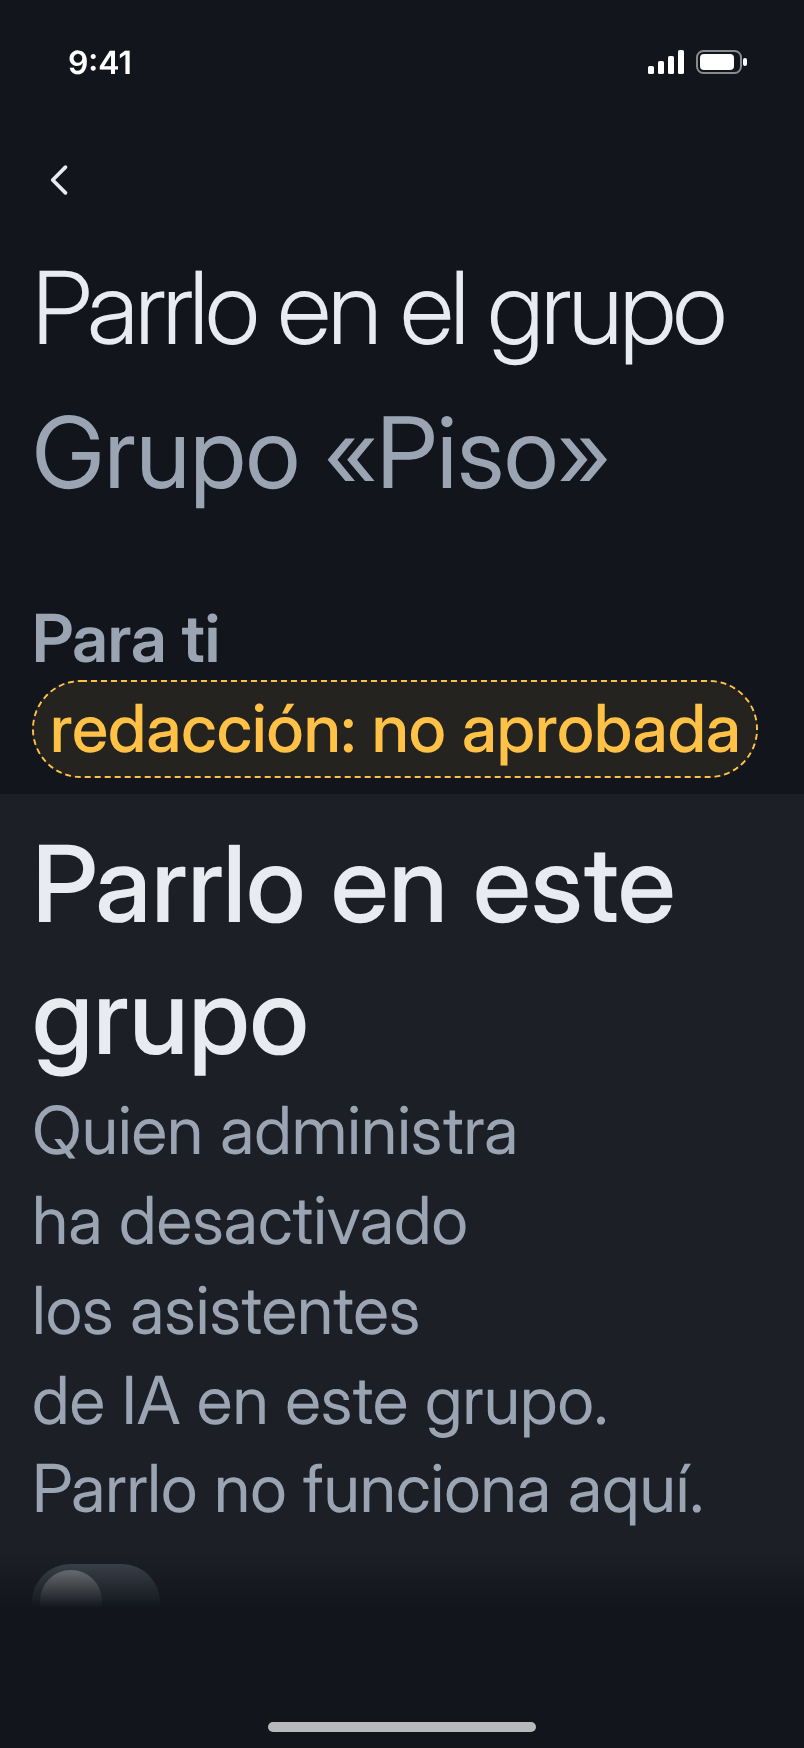 9:41
Parrlo en el grupo
Grupo «Piso»
Para ti
redacción: no aprobada
Parrlo en este
grupo
Quien administra
ha desactivado
los asistentes
de IA en este grupo.
Parrlo no funciona aquí.